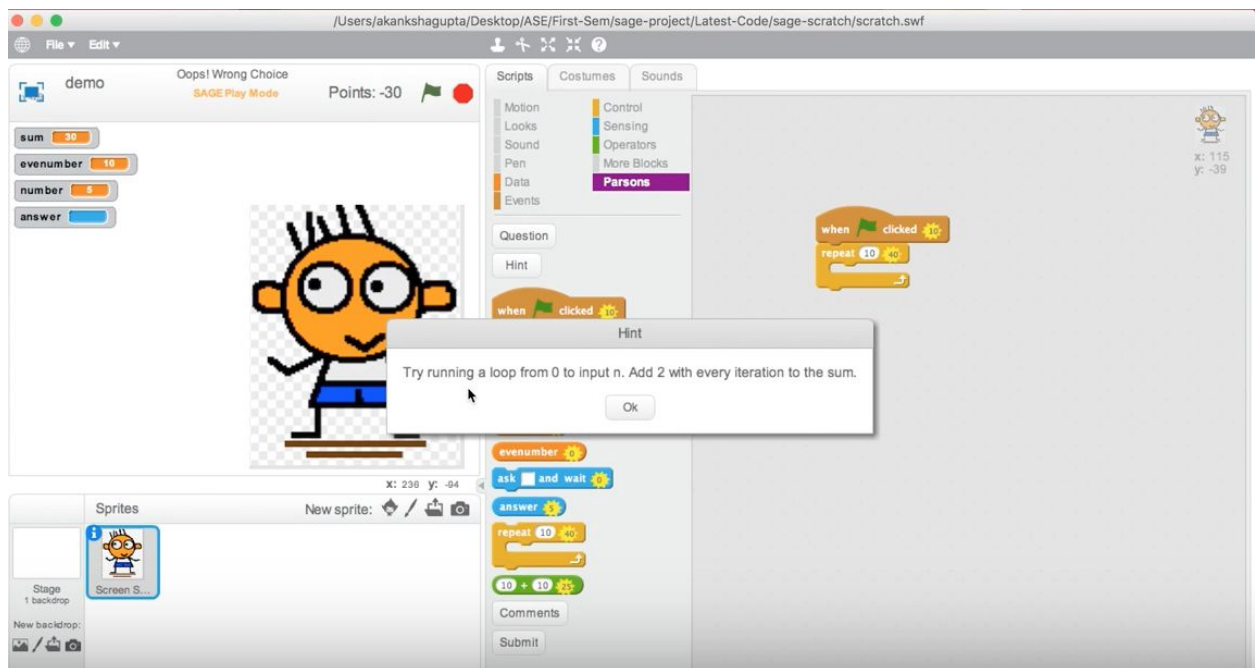 /Users/akankshagupta/Desktop/ASE/First-Sem/sage-project/Latest-Code/sage-scratch/scratch.swf
File ▾ Edit ▾
demo
Oops! Wrong Choice
SAGE Play Mode
Points: -30
sum 30
evenumber 10
number 5
answer
x: 230 y: -94
Sprites
New sprite:
Stage
1 backdrop
New backdrop:
Screen S...
Scripts Costumes Sounds
Motion Control
Looks Sensing
Sound Operators
Pen More Blocks
Data Parsons
Events
Question
Hint
when clicked 10
Hint
Try running a loop from 0 to input n. Add 2 with every iteration to the sum.
Ok
evenumber 0
ask and wait 0
answer 5
repeat 10 40
10 + 10 25
Comments
Submit
when clicked 10
repeat 10 40
x: 115
y: -39